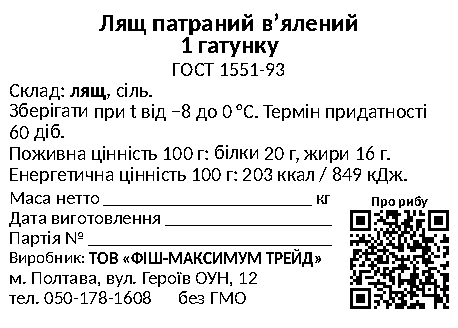 Лящ патраний в’ялений
1 гатунку
ГОСТ 1551-93
Склад: лящ, сіль.
Зберігати при t від −8 до 0 °С. Термін придатності
60 діб.
Поживна цінність 100 г: білки 20 г, жири 16 г.
Енергетична цінність 100 г: 203 ккал / 849 кДж.
Маса нетто ______________________ кг
Дата виготовлення __________________
Партія № __________________________
Про рибу
Виробник: ТОВ «ФІШ-МАКСИМУМ ТРЕЙД»
м. Полтава, вул. Героїв ОУН, 12
тел. 050-178-1608 без ГМО